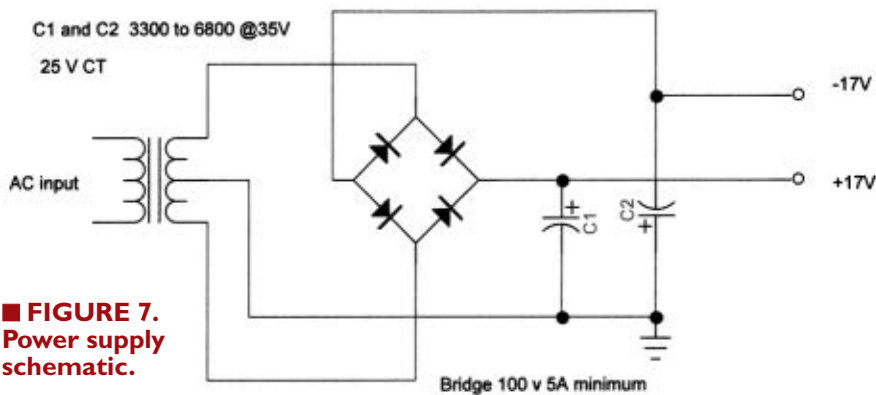 C1 and C2 3300 to 6800 @35V
25 V CT
-17V
AC input
+17V
+
C1
C2
+
■ FIGURE 7.
Power supply
schematic.
Bridge 100 v 5A minimum